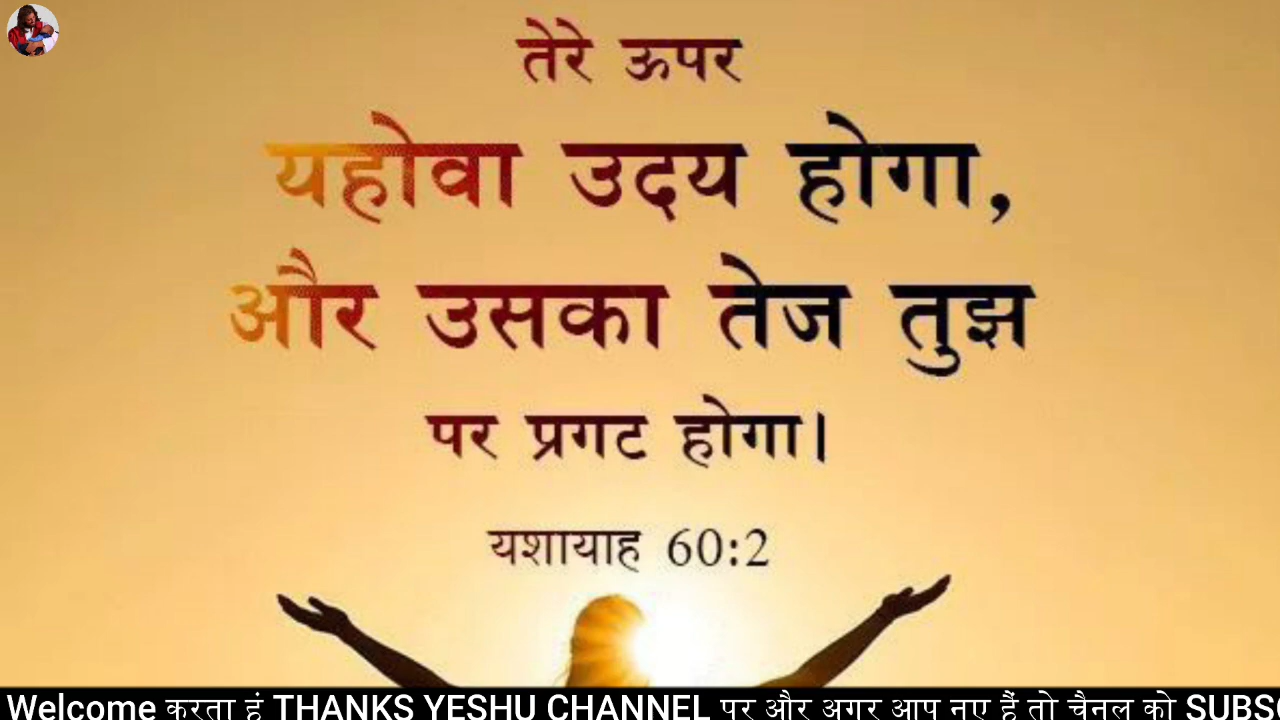 तेरे ऊपर
यहोवा उदय होगा,
और उसका तेज तुझ
पर प्रगट होगा।
यशायाह 60:2
Welcome करता हूं THANKS YESHU CHANNEL पर और अगर आप नए हैं तो चैनल को SUBS